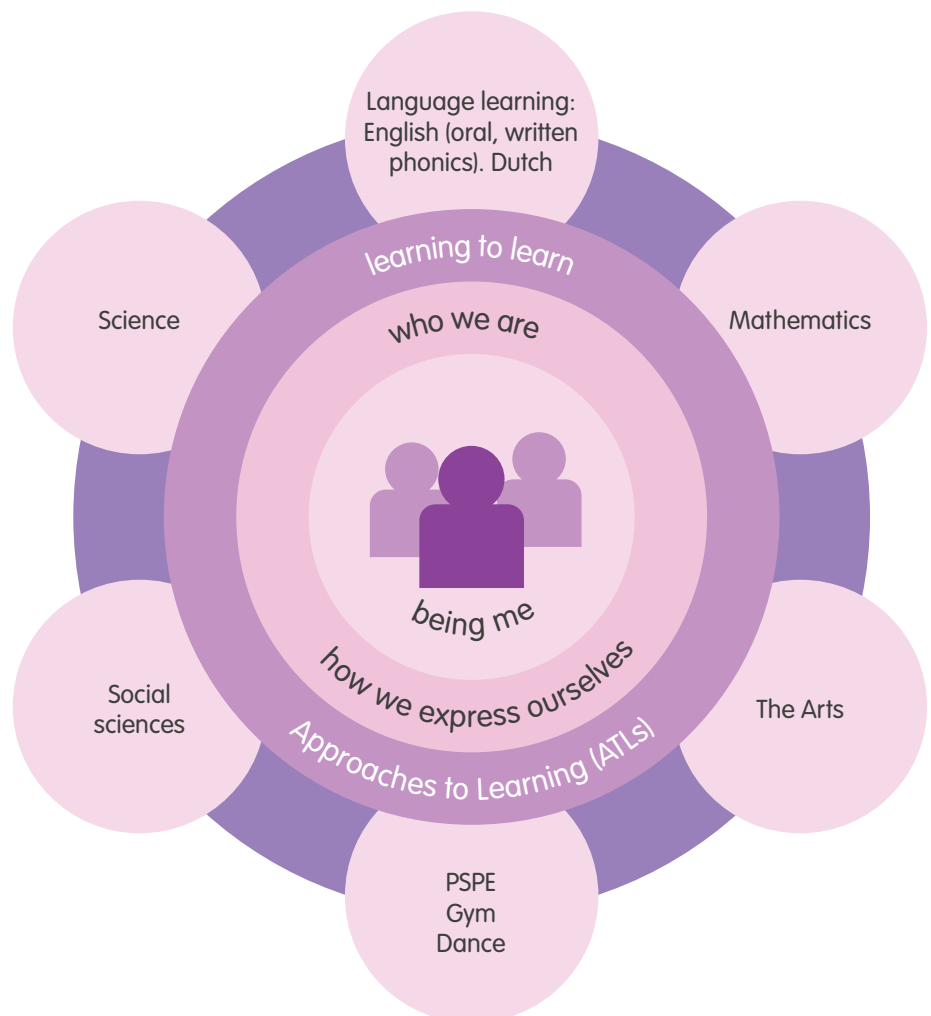 Language learning:
English (oral, written
phonics). Dutch
learning to learn
who we are
Science
Mathematics
being me
how we express ourselves
Approaches to Learning (ATLs)
Social
sciences
The Arts
PSPE
Gym
Dance